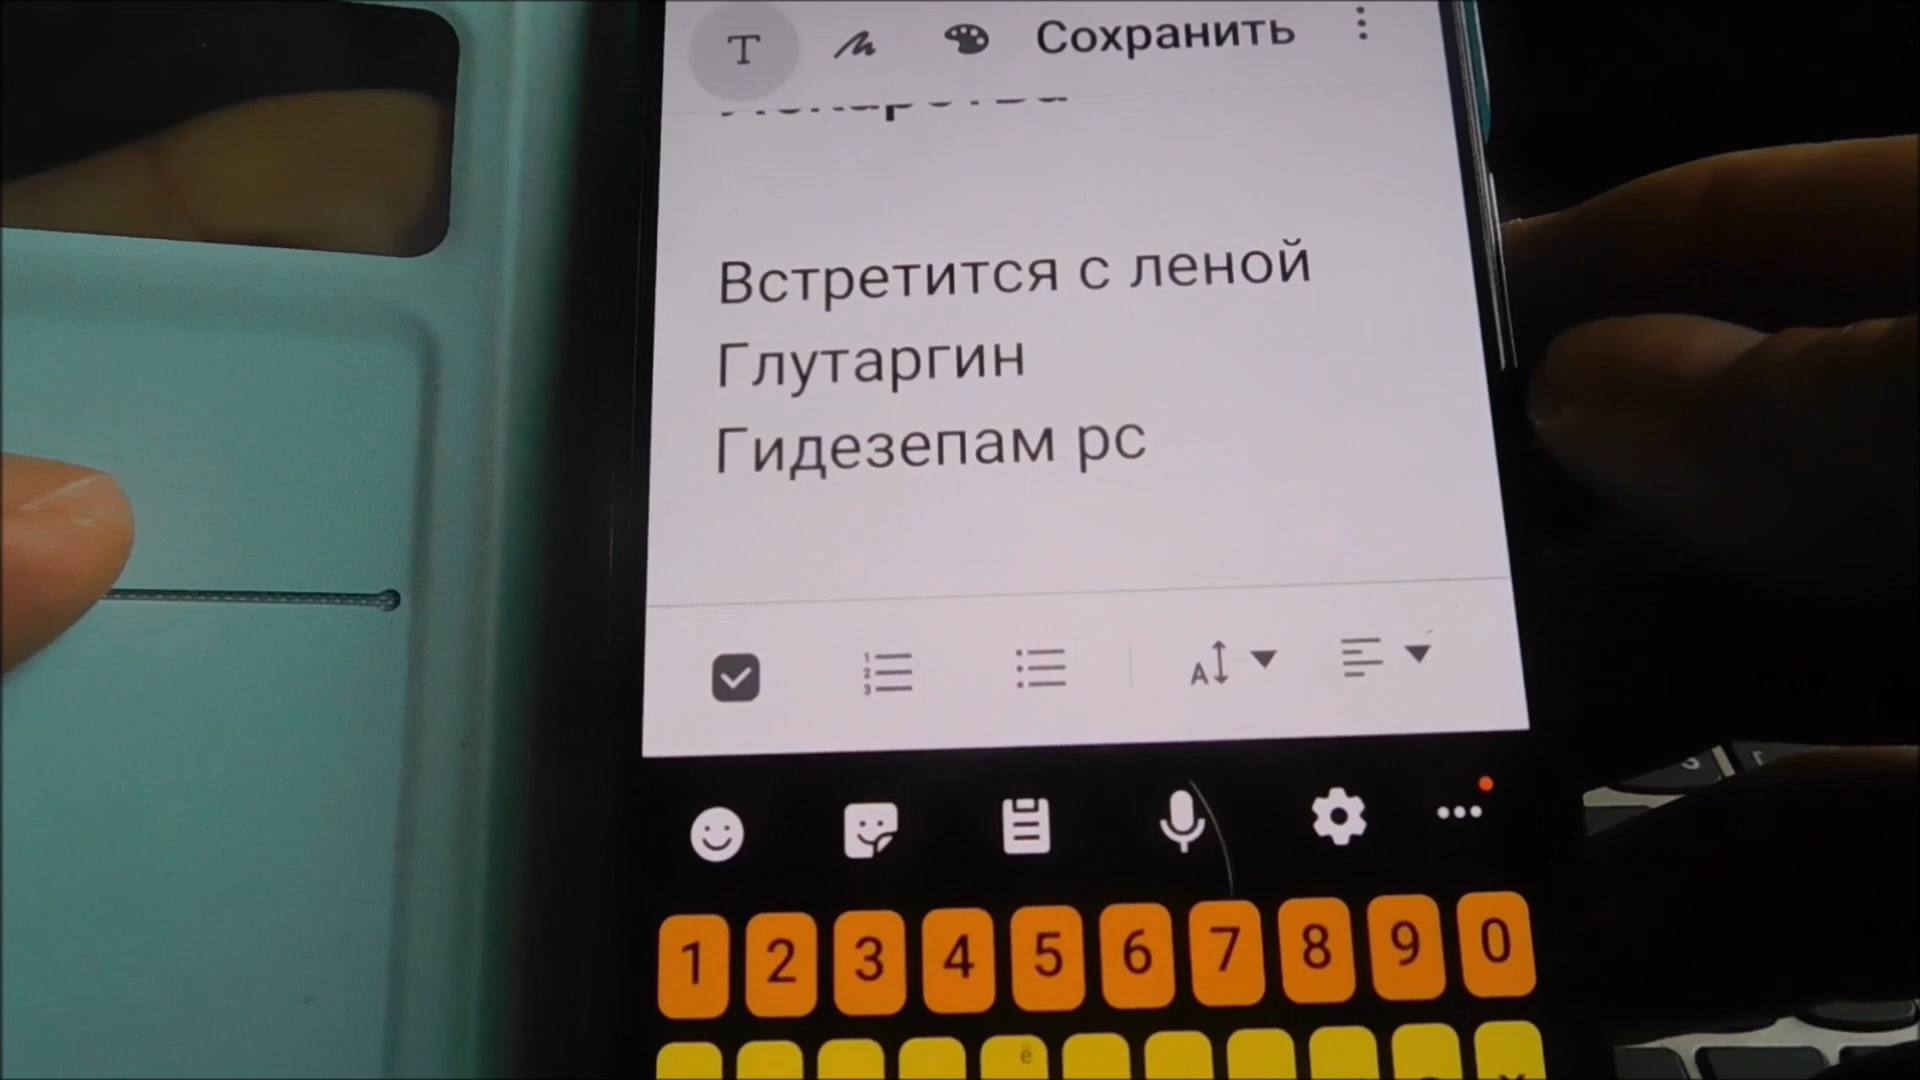 Сохранить
Встретится с леной
Глутаргин
Гидезепам рс
1 2 3 4 5 6 7 8 9 0
ё